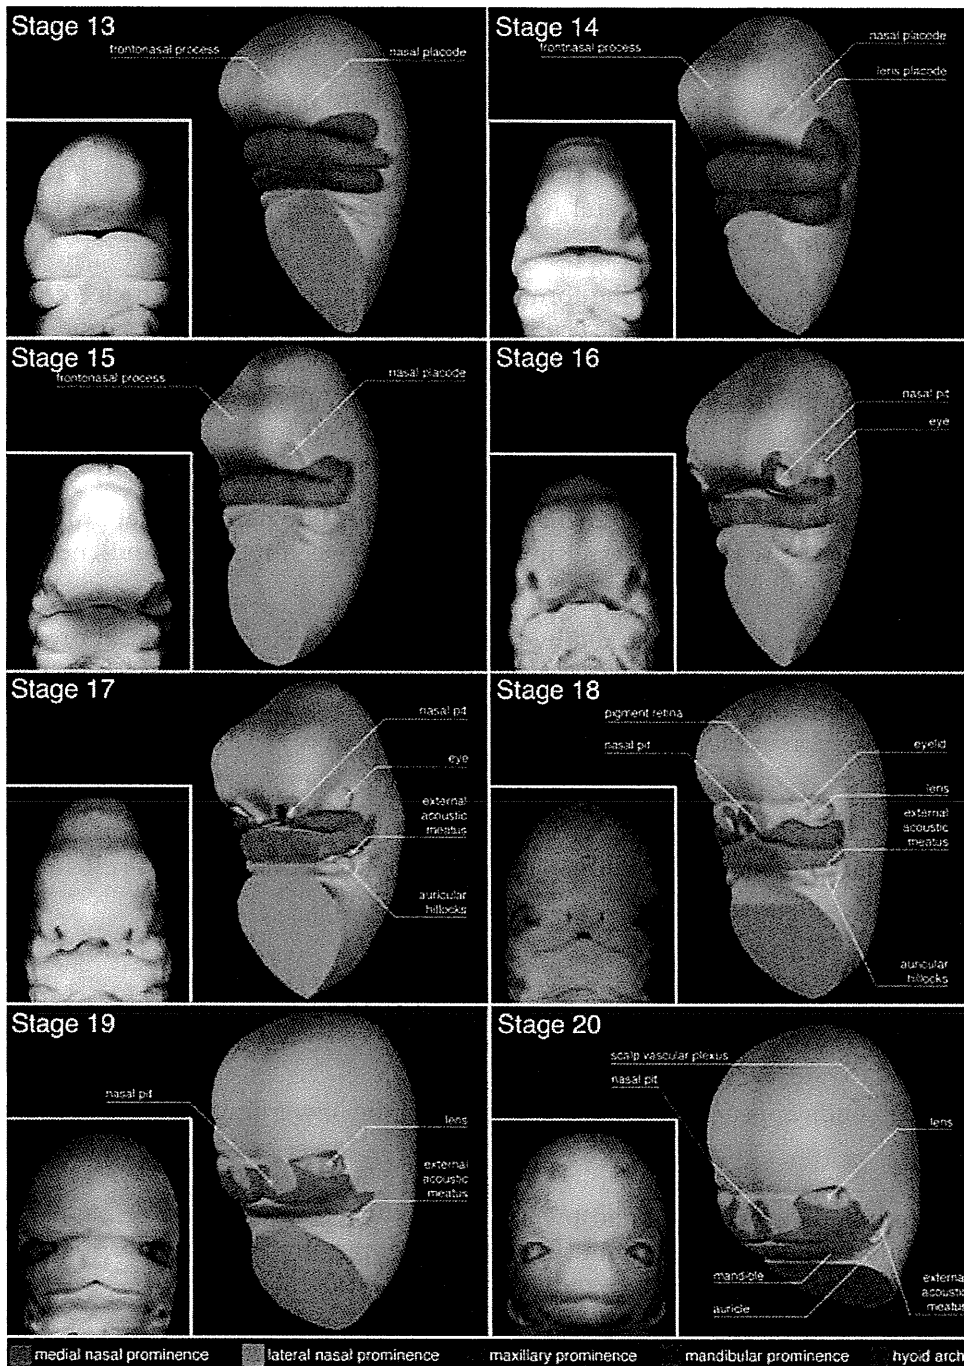 Stage 13
frontonasal process
nasal placode
Stage 14
frontnasal process
nasal placode
lens placode
Stage 15
frontonasal process
nasal placode
Stage 16
nasal pit
eye
Stage 17
nasal pit
eye
external
acoustic
meatus
auricular
hillocks
Stage 18
pigment retina
nasal pit
eyelid
lens
external
acoustic
meatus
auricular
hillocks
Stage 19
nasal pit
lens
external
acoustic
meatus
Stage 20
scalp vascular plexus
nasal pit
lens
mandible
auricle
external
acoustic
meatus
medial nasal prominence
lateral nasal prominence
maxillary prominence
mandibular prominence
hyoid arch